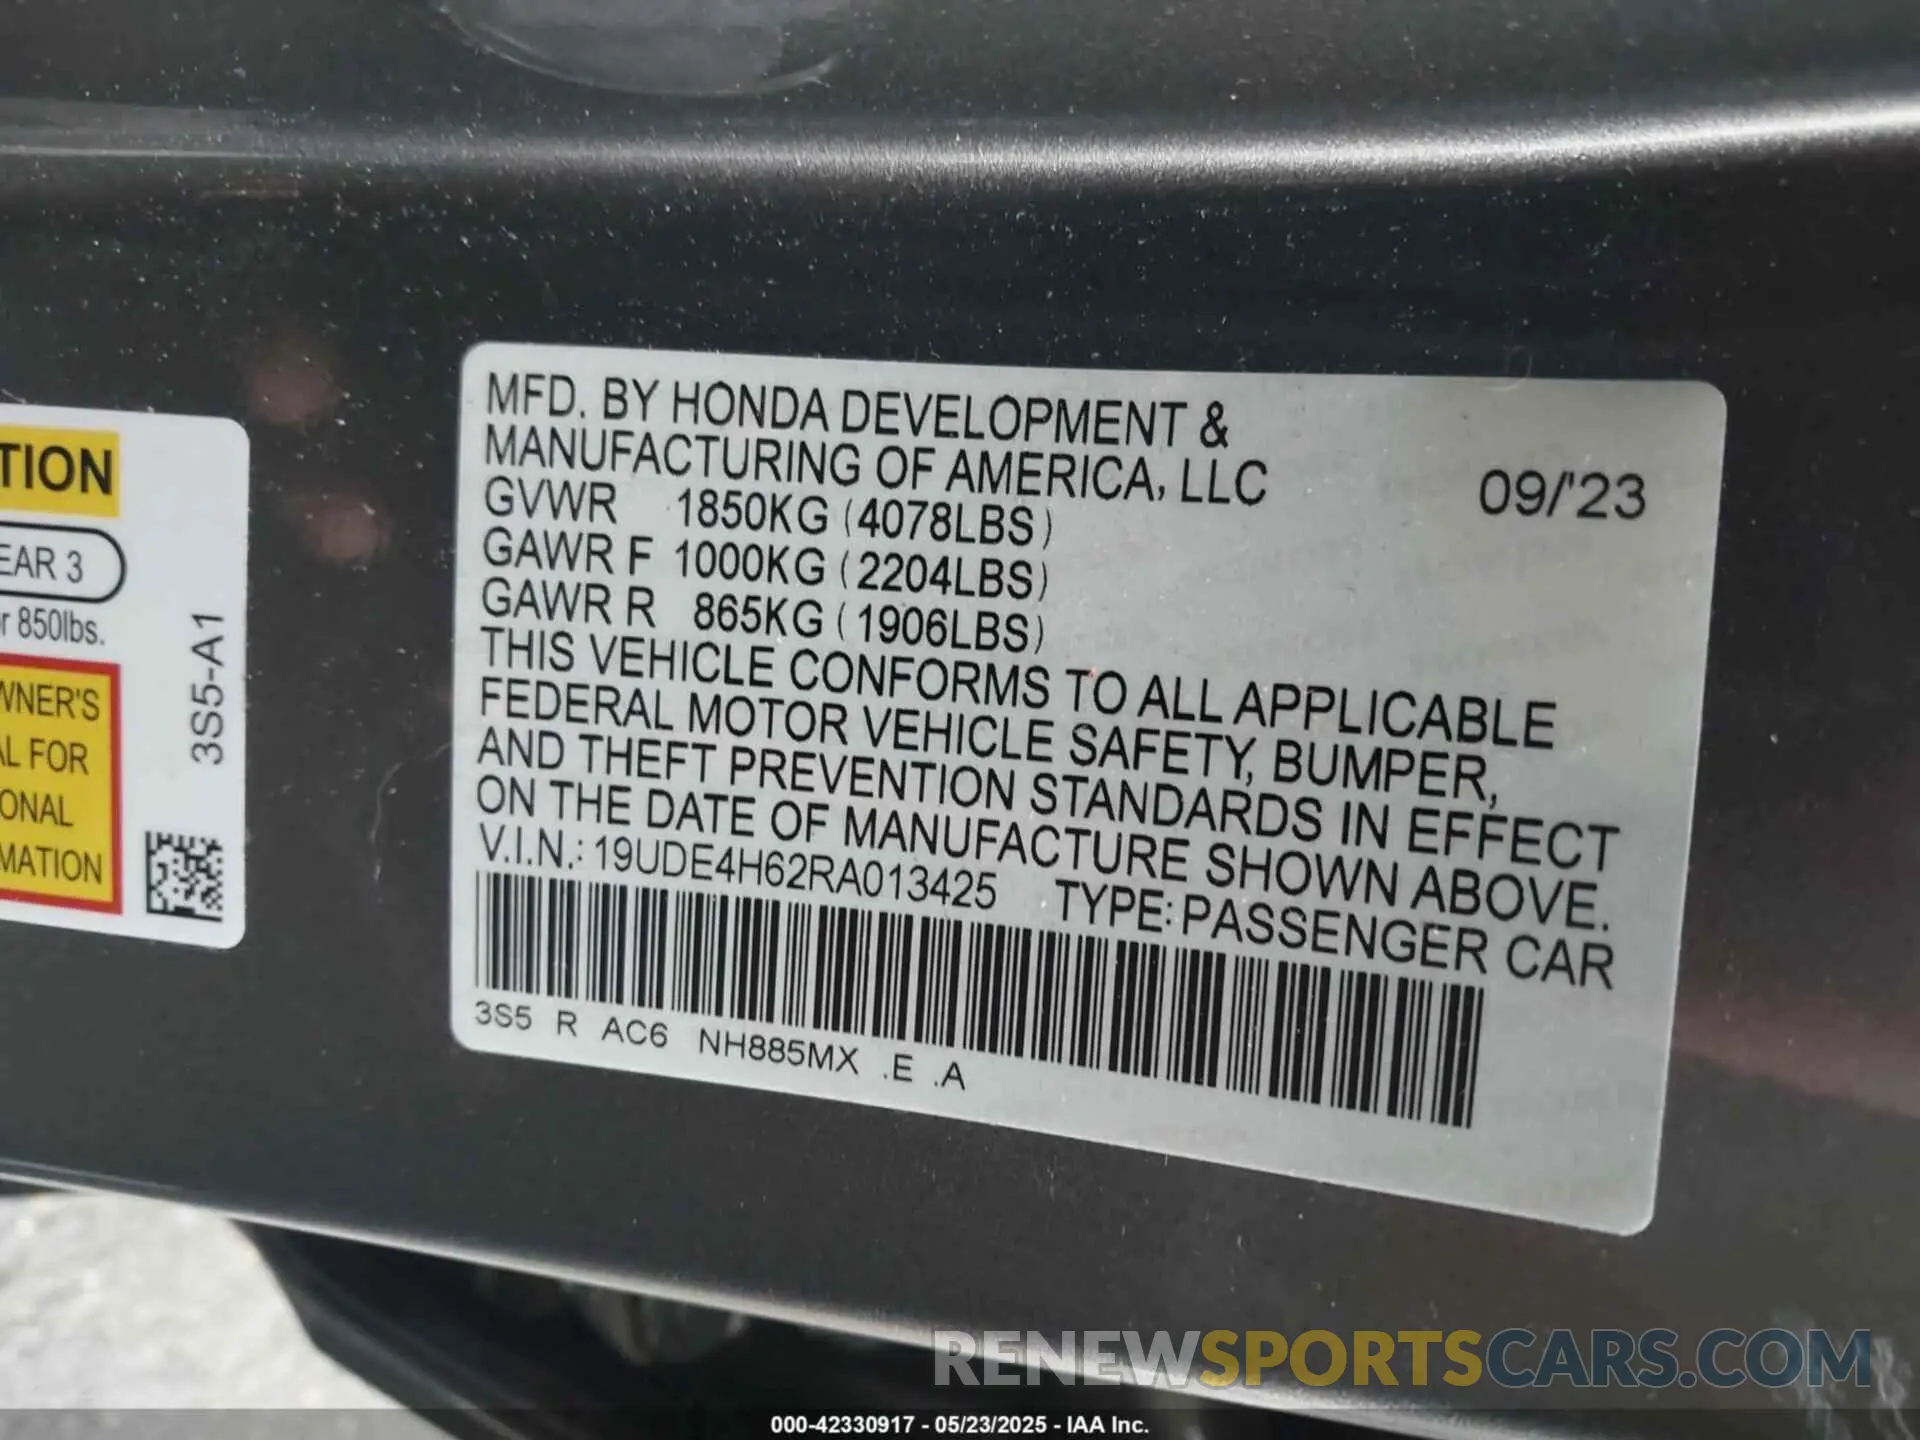 MFD. BY HONDA DEVELOPMENT &
MANUFACTURING OF AMERICA, LLC
09/'23
GVWR 1850KG (4078LBS)
GAWR F 1000KG (2204LBS)
GAWR R 865KG (1906LBS)
THIS VEHICLE CONFORMS TO ALL APPLICABLE
FEDERAL MOTOR VEHICLE SAFETY, BUMPER,
AND THEFT PREVENTION STANDARDS IN EFFECT
ON THE DATE OF MANUFACTURE SHOWN ABOVE.
V.I.N.: 19UDE4H62RA013425 TYPE: PASSENGER CAR
3S5 R AC6 NH885MX .E .A
TION
EAR 3
r 850lbs.
WNER'S
AL FOR
ONAL
MATION
3S5-A1
RENEWSPORTSCARS.COM
000-42330917 - 05/23/2025 - IAA Inc.